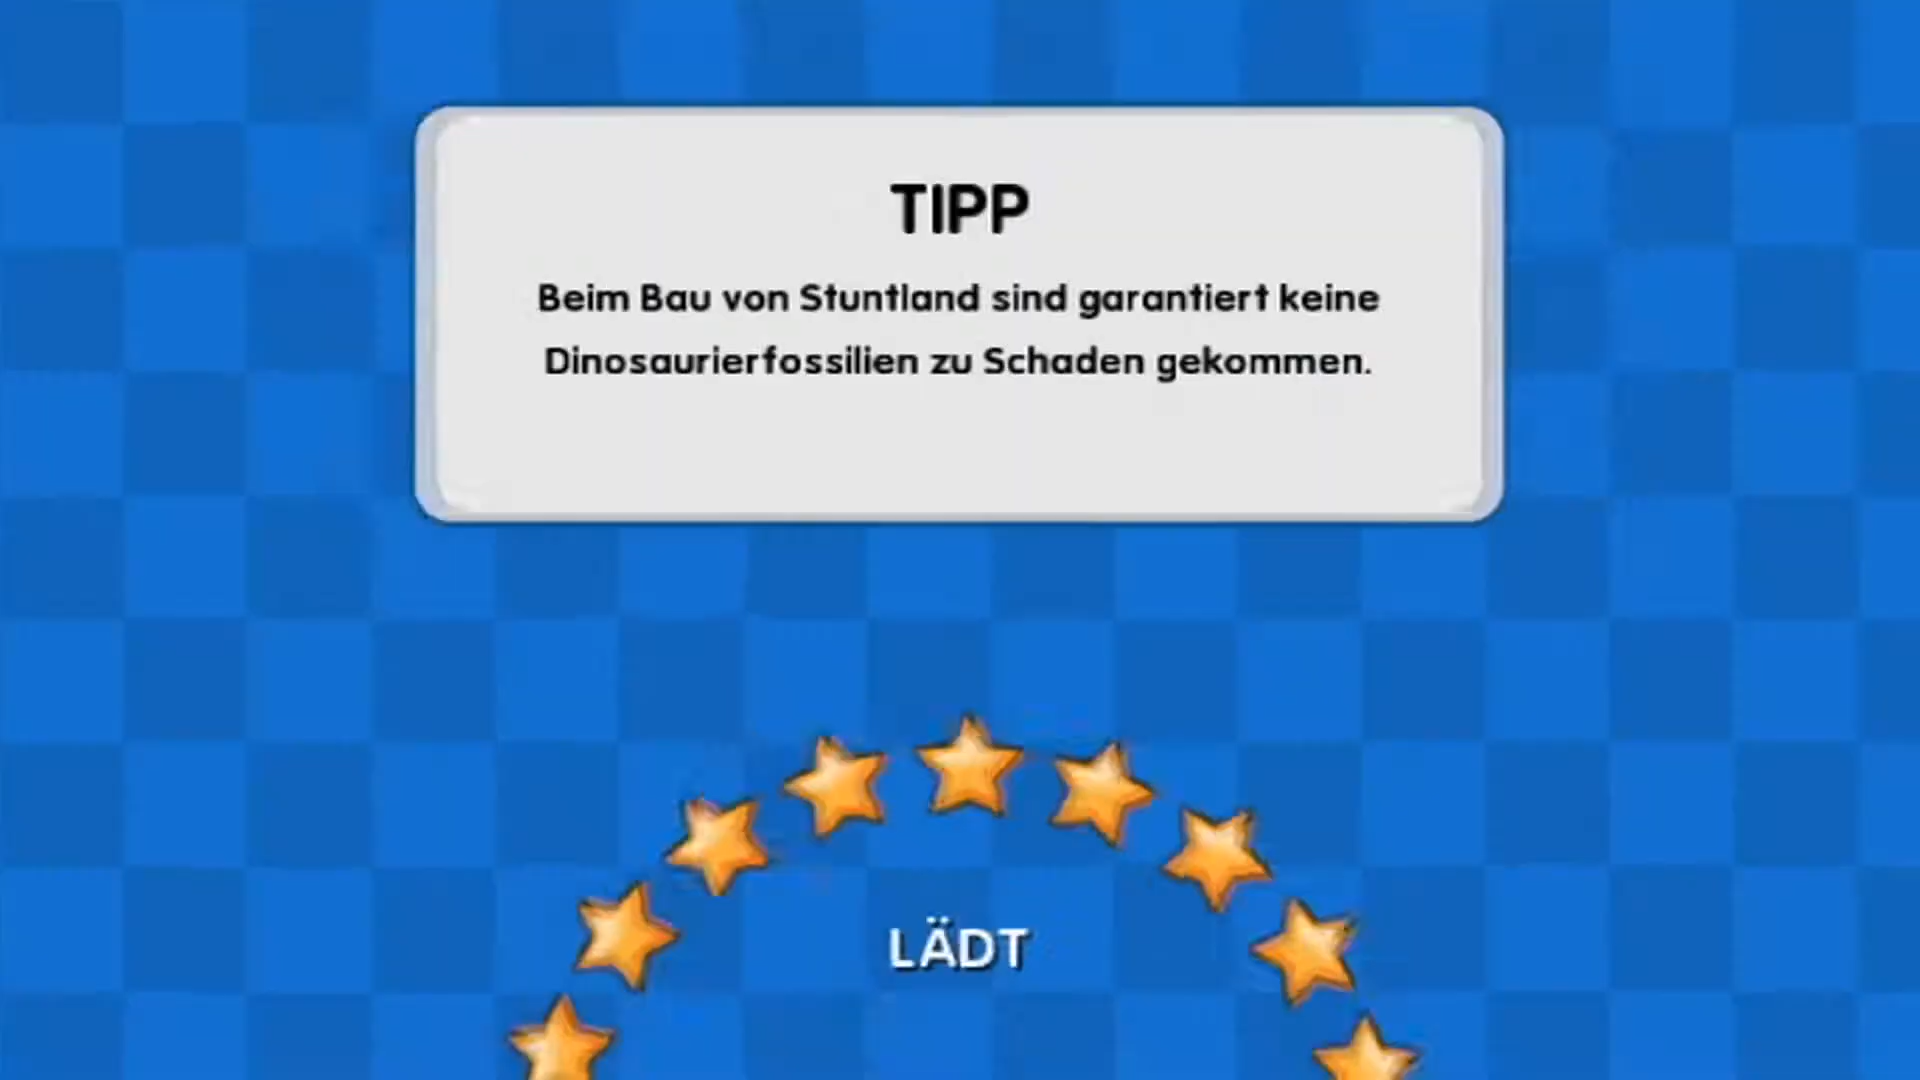 TIPP
Beim Bau von Stuntland sind garantiert keine
Dinosaurierfossilien zu Schaden gekommen.
LÄDT